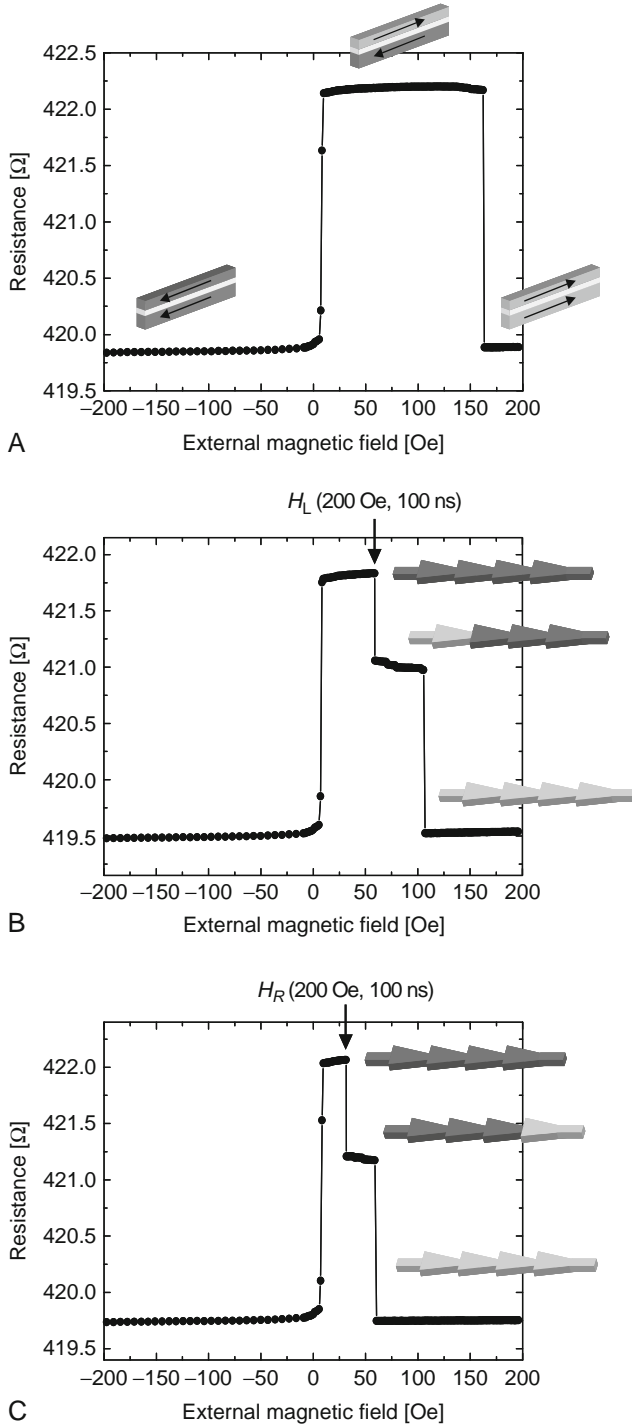 422.5
422.0
421.5
421.0
420.5
420.0
419.5
Resistance [Ω]
−200 −150 −100 −50 0 50 100 150 200
External magnetic field [Oe]
A
H_L (200 Oe, 100 ns)
422.0
421.5
421.0
420.5
420.0
419.5
Resistance [Ω]
−200 −150 −100 −50 0 50 100 150 200
External magnetic field [Oe]
B
H_R (200 Oe, 100 ns)
422.0
421.5
421.0
420.5
420.0
419.5
Resistance [Ω]
−200 −150 −100 −50 0 50 100 150 200
External magnetic field [Oe]
C